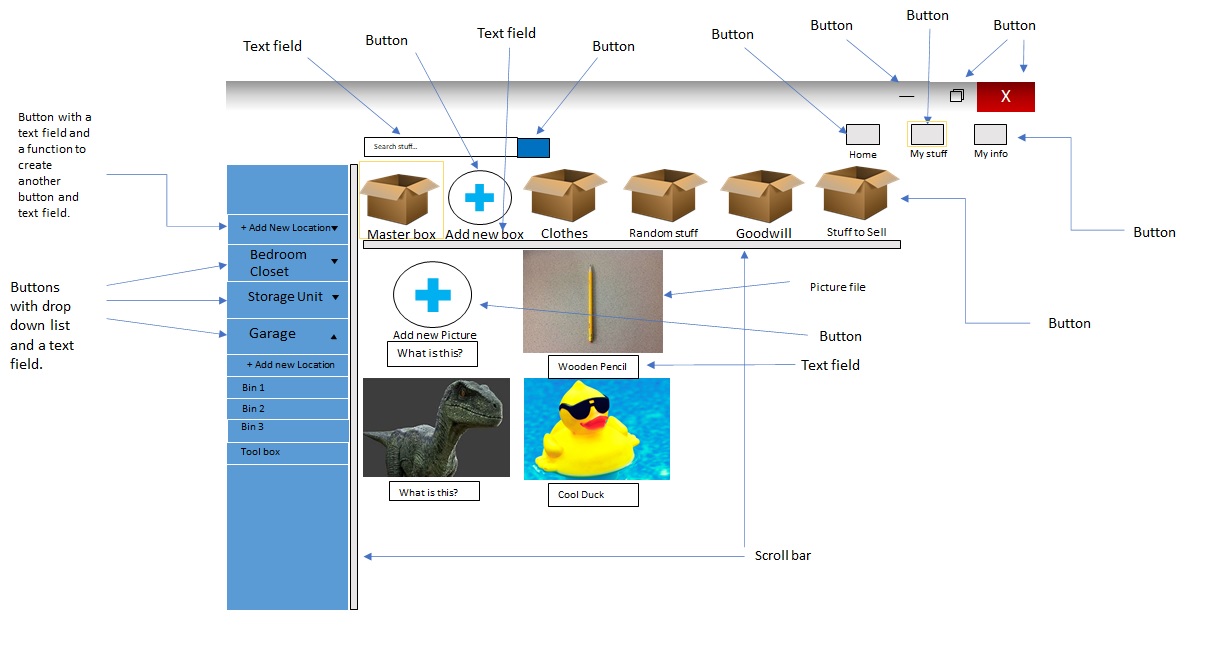 Button
Button
Button
Text field
Button
Text field
Button
Button
X
Button with a
text field and
a function to
create
another
button and
text field.
Search stuff...
Home
My stuff
My info
+ Add New Location
Master box
Add new box
Clothes
Random stuff
Goodwill
Stuff to Sell
Button
Bedroom
Closet
Storage Unit
Garage
+ Add new Location
Bin 1
Bin 2
Bin 3
Tool box
Buttons
with drop
down list
and a text
field.
Add new Picture
What is this?
Wooden Pencil
Picture file
Button
Button
Text field
What is this?
Cool Duck
Scroll bar